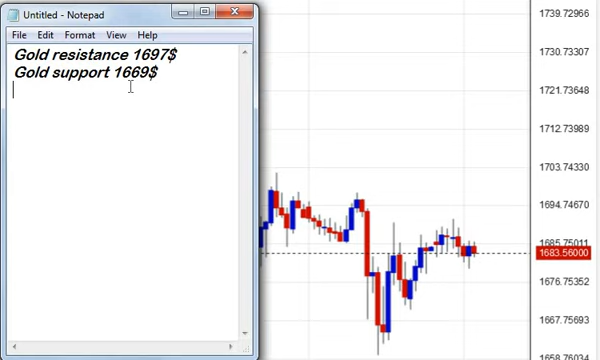 Untitled - Notepad
File Edit Format View Help
Gold resistance 1697$
Gold support 1669$
1739.72966
1730.73307
1721.73648
1712.73989
1703.74330
1694.74670
1685.75011
1683.56000
1676.75352
1667.75693
1658.76034